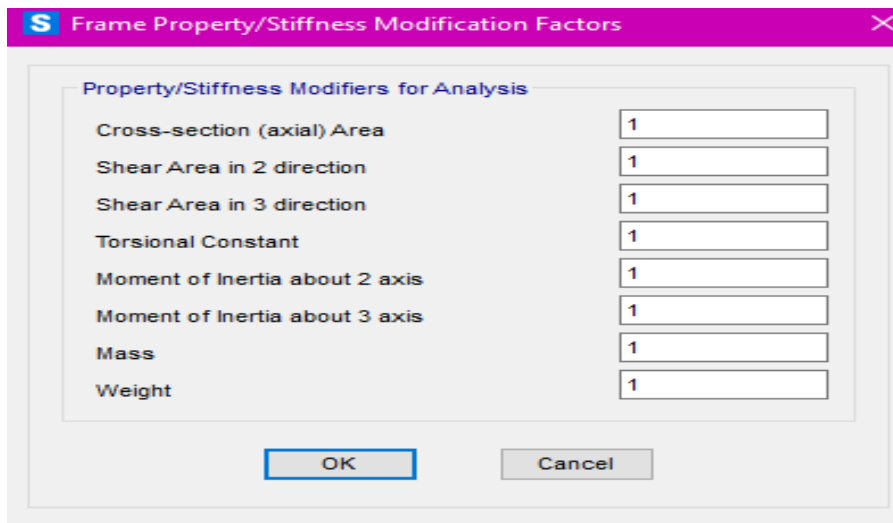 S Frame Property/Stiffness Modification Factors
Property/Stiffness Modifiers for Analysis
Cross-section (axial) Area 1
Shear Area in 2 direction 1
Shear Area in 3 direction 1
Torsional Constant 1
Moment of Inertia about 2 axis 1
Moment of Inertia about 3 axis 1
Mass 1
Weight 1
OK Cancel